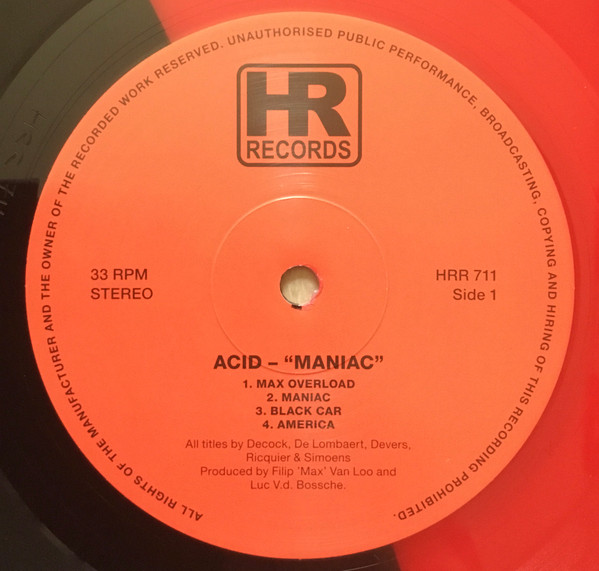 ALL RIGHTS OF THE MANUFACTURER AND THE OWNER OF THE RECORDED WORK RESERVED. UNAUTHORISED PUBLIC PERFORMANCE, BROADCASTING, COPYING AND HIRING OF THIS RECORDING PROHIBITED.
HR
RECORDS
33 RPM
STEREO
HRR 711
Side 1
ACID – “MANIAC”
1. MAX OVERLOAD
2. MANIAC
3. BLACK CAR
4. AMERICA
All titles by Decock, De Lombaert, Devers,
Ricquier & Simoens
Produced by Filip 'Max' Van Loo and
Luc V.d. Bossche.